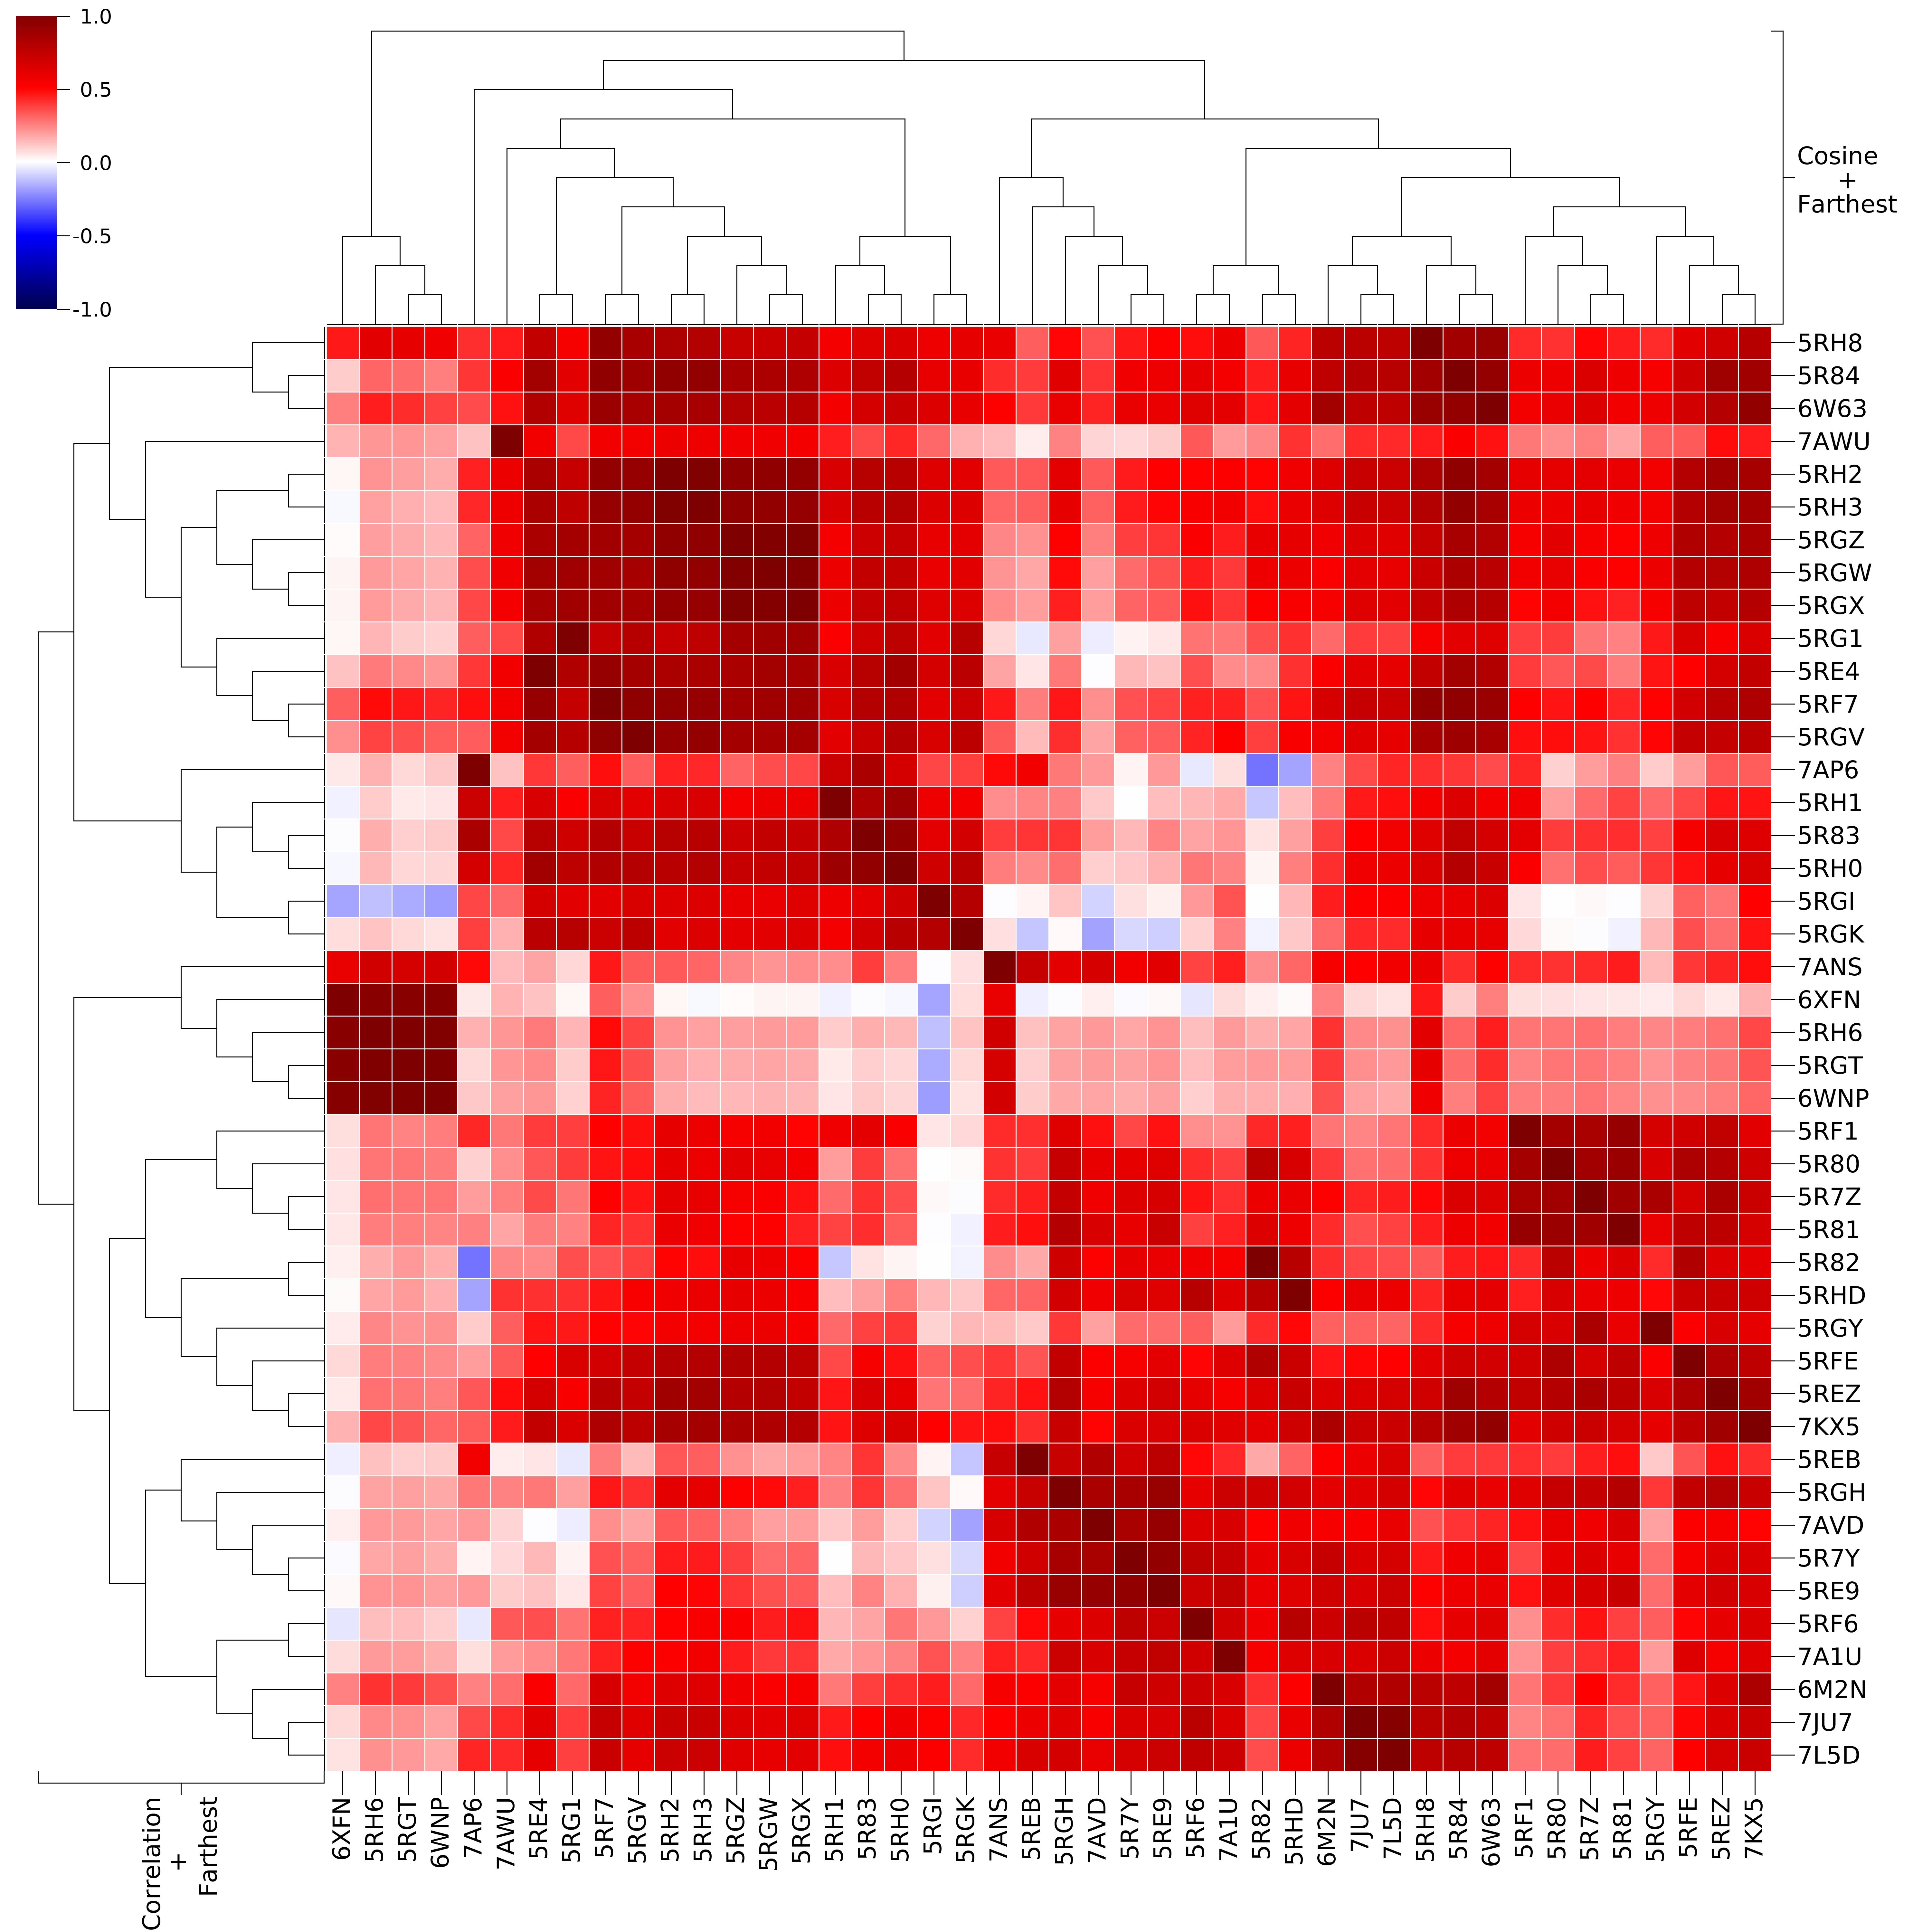 1.0
0.5
0.0
-0.5
-1.0
Cosine
+
Farthest
5RH8
5R84
6W63
7AWU
5RH2
5RH3
5RGZ
5RGW
5RGX
5RG1
5RE4
5RF7
5RGV
7AP6
5RH1
5R83
5RH0
5RGI
5RGK
7ANS
6XFN
5RH6
5RGT
6WNP
5RF1
5R80
5R7Z
5R81
5R82
5RHD
5RGY
5RFE
5REZ
7KX5
5REB
5RGH
7AVD
5R7Y
5RE9
5RF6
7A1U
6M2N
7JU7
7L5D
6XFN
5RH6
5RGT
6WNP
7AP6
7AWU
5RE4
5RG1
5RF7
5RGV
5RH2
5RH3
5RGZ
5RGW
5RGX
5RH1
5R83
5RH0
5RGI
5RGK
7ANS
5REB
5RGH
7AVD
5R7Y
5RE9
5RF6
7A1U
5R82
5RHD
6M2N
7JU7
7L5D
5RH8
5R84
6W63
5RF1
5R80
5R7Z
5R81
5RGY
5RFE
5REZ
7KX5
Correlation
+
Farthest